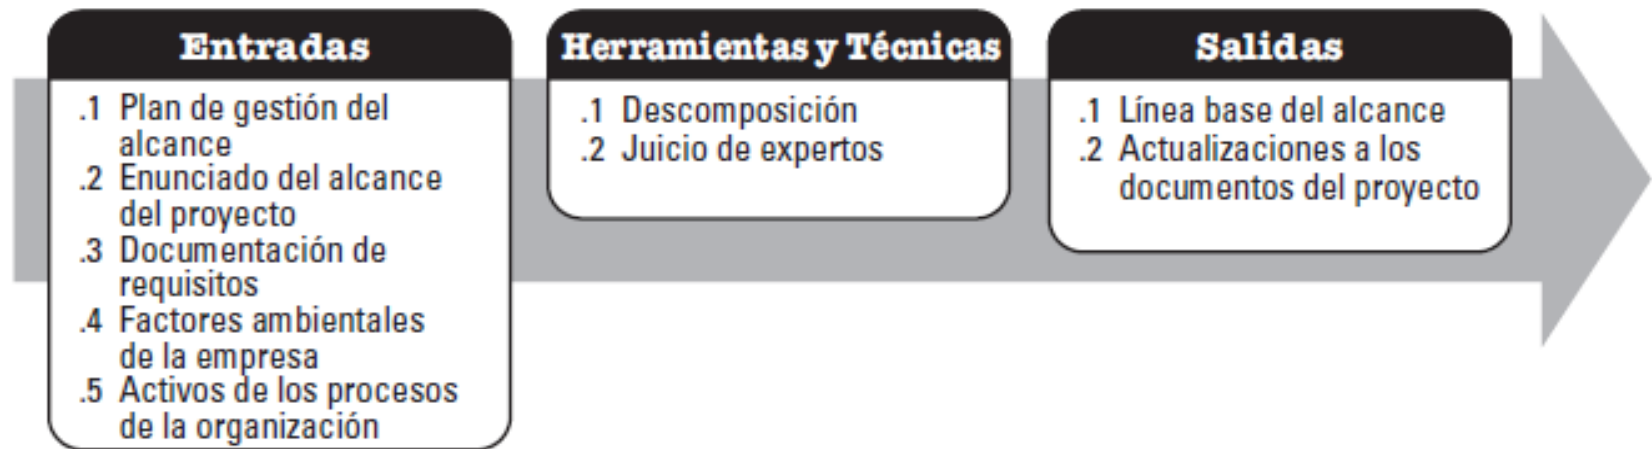 Entradas
.1 Plan de gestión del
alcance
.2 Enunciado del alcance
del proyecto
.3 Documentación de
requisitos
.4 Factores ambientales
de la empresa
.5 Activos de los procesos
de la organización
Herramientas y Técnicas
.1 Descomposición
.2 Juicio de expertos
Salidas
.1 Línea base del alcance
.2 Actualizaciones a los
documentos del proyecto